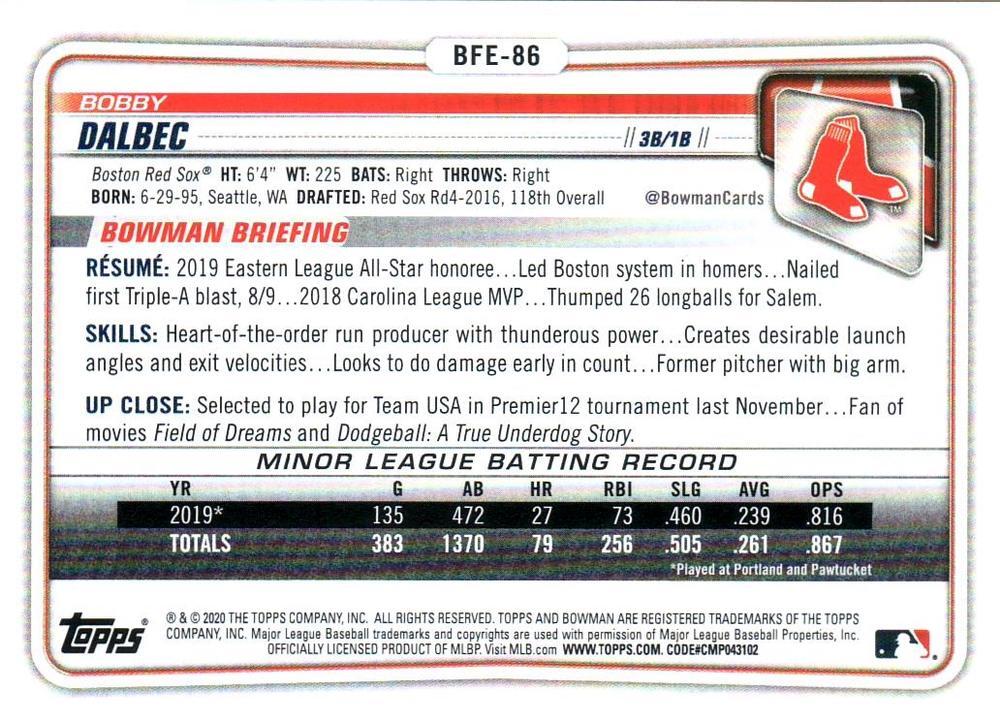 BFE-86
BOBBY
DALBEC || 3B/1B ||
Boston Red Sox® HT: 6'4" WT: 225 BATS: Right THROWS: Right
BORN: 6-29-95, Seattle, WA DRAFTED: Red Sox Rd4-2016, 118th Overall @BowmanCards
TM
BOWMAN BRIEFING
RÉSUMÉ: 2019 Eastern League All-Star honoree...Led Boston system in homers...Nailed
first Triple-A blast, 8/9...2018 Carolina League MVP...Thumped 26 longballs for Salem.
SKILLS: Heart-of-the-order run producer with thunderous power...Creates desirable launch
angles and exit velocities...Looks to do damage early in count...Former pitcher with big arm.
UP CLOSE: Selected to play for Team USA in Premier12 tournament last November...Fan of
movies Field of Dreams and Dodgeball: A True Underdog Story.
MINOR LEAGUE BATTING RECORD
YR G AB HR RBI SLG AVG OPS
2019* 135 472 27 73 .460 .239 .816
TOTALS 383 1370 79 256 .505 .261 .867
*Played at Portland and Pawtucket
Topps® ® & © 2020 THE TOPPS COMPANY, INC. ALL RIGHTS RESERVED. TOPPS AND BOWMAN ARE REGISTERED TRADEMARKS OF THE TOPPS
COMPANY, INC. Major League Baseball trademarks and copyrights are used with permission of Major League Baseball Properties, Inc.
OFFICIALLY LICENSED PRODUCT OF MLBP. Visit MLB.com WWW.TOPPS.COM. CODE#CMP043102